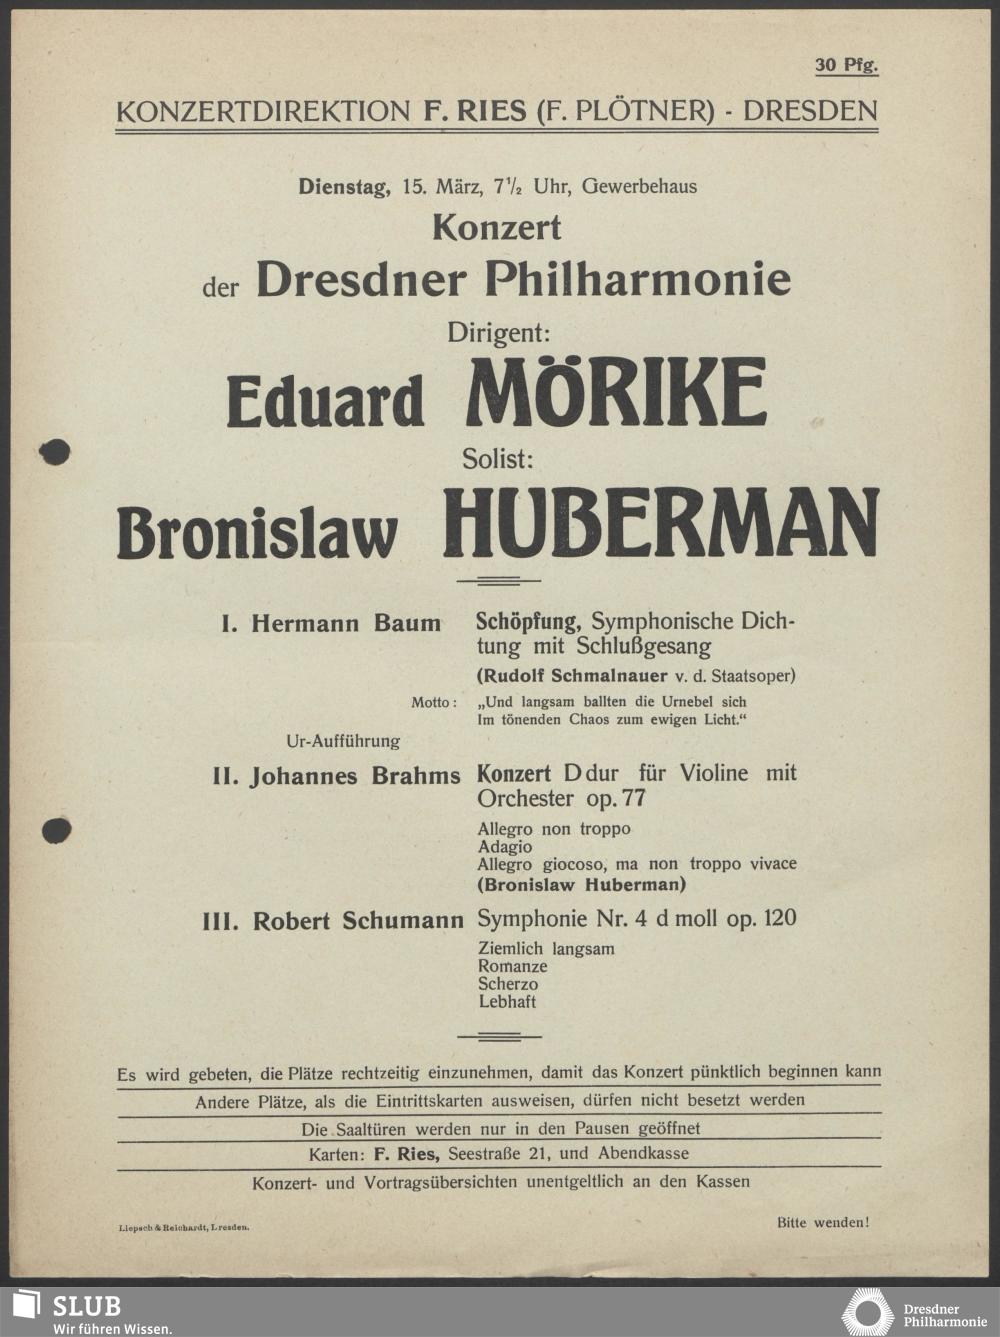 30 Pfg.
KONZERTDIREKTION F. RIES (F. PLÖTNER) - DRESDEN
Dienstag, 15. März, 7½ Uhr, Gewerbehaus
Konzert
der Dresdner Philharmonie
Dirigent:
Eduard MÖRIKE
Solist:
Bronislaw HUBERMAN
I. Hermann Baum Schöpfung, Symphonische Dich-
tung mit Schlußgesang
(Rudolf Schmalnauer v. d. Staatsoper)
Motto: „Und langsam ballten die Urnebel sich
Im tönenden Chaos zum ewigen Licht.“
Ur-Aufführung
II. Johannes Brahms Konzert D dur für Violine mit
Orchester op. 77
Allegro non troppo
Adagio
Allegro giocoso, ma non troppo vivace
(Bronislaw Huberman)
III. Robert Schumann Symphonie Nr. 4 d moll op. 120
Ziemlich langsam
Romanze
Scherzo
Lebhaft
Es wird gebeten, die Plätze rechtzeitig einzunehmen, damit das Konzert pünktlich beginnen kann
Andere Plätze, als die Eintrittskarten ausweisen, dürfen nicht besetzt werden
Die Saaltüren werden nur in den Pausen geöffnet
Karten: F. Ries, Seestraße 21, und Abendkasse
Konzert- und Vortragsübersichten unentgeltlich an den Kassen
Liepsch & Reichardt, Dresden.
Bitte wenden!
SLUB
Wir führen Wissen.
Dresdner
Philharmonie